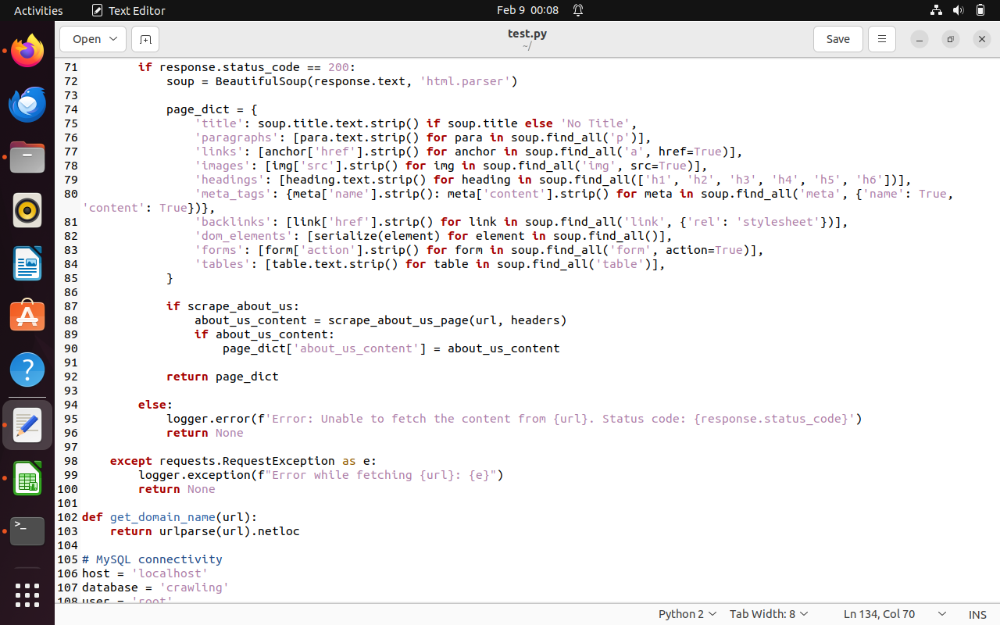 Activities
Text Editor
Feb 9 00:08
Open
test.py
~/
Save
71         if response.status_code == 200:
72             soup = BeautifulSoup(response.text, 'html.parser')
73
74             page_dict = {
75                 'title': soup.title.text.strip() if soup.title else 'No Title',
76                 'paragraphs': [para.text.strip() for para in soup.find_all('p')],
77                 'links': [anchor['href'].strip() for anchor in soup.find_all('a', href=True)],
78                 'images': [img['src'].strip() for img in soup.find_all('img', src=True)],
79                 'headings': [heading.text.strip() for heading in soup.find_all(['h1', 'h2', 'h3', 'h4', 'h5', 'h6'])],
80                 'meta_tags': {meta['name'].strip(): meta['content'].strip() for meta in soup.find_all('meta', {'name': True,
'content': True})},
81                 'backlinks': [link['href'].strip() for link in soup.find_all('link', {'rel': 'stylesheet'})],
82                 'dom_elements': [serialize(element) for element in soup.find_all()],
83                 'forms': [form['action'].strip() for form in soup.find_all('form', action=True)],
84                 'tables': [table.text.strip() for table in soup.find_all('table')],
85             }
86
87             if scrape_about_us:
88                 about_us_content = scrape_about_us_page(url, headers)
89                 if about_us_content:
90                     page_dict['about_us_content'] = about_us_content
91
92             return page_dict
93
94         else:
95             logger.error(f'Error: Unable to fetch the content from {url}. Status code: {response.status_code}')
96             return None
97
98     except requests.RequestException as e:
99         logger.exception(f"Error while fetching {url}: {e}")
100         return None
101
102 def get_domain_name(url):
103     return urlparse(url).netloc
104
105 # MySQL connectivity
106 host = 'localhost'
107 database = 'crawling'
108 user = 'root'
Python 2
Tab Width: 8
Ln 134, Col 70
INS